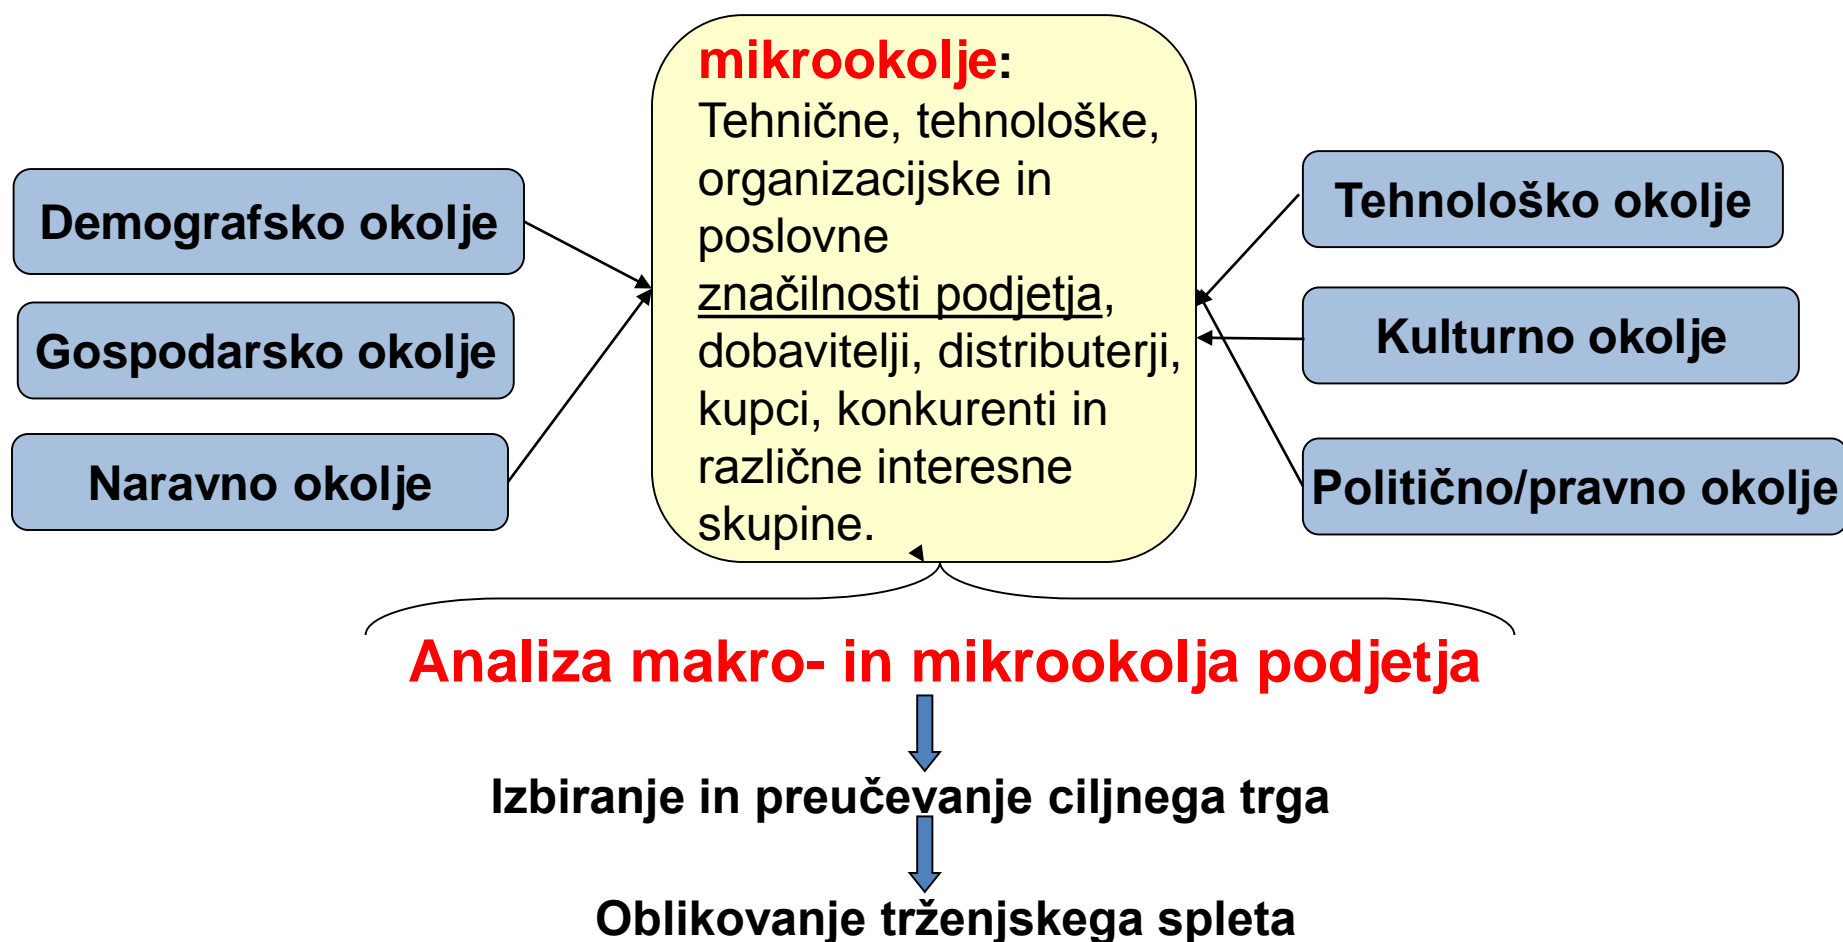 mikrookolje:
Tehnične, tehnološke,
organizacijske in
poslovne
značilnosti podjetja,
dobavitelji, distributerji,
kupci, konkurenti in
različne interesne
skupine.
Demografsko okolje
Gospodarsko okolje
Naravno okolje
Tehnološko okolje
Kulturno okolje
Politično/pravno okolje
Analiza makro- in mikrookolja podjetja
Izbiranje in preučevanje ciljnega trga
Oblikovanje trženjskega spleta